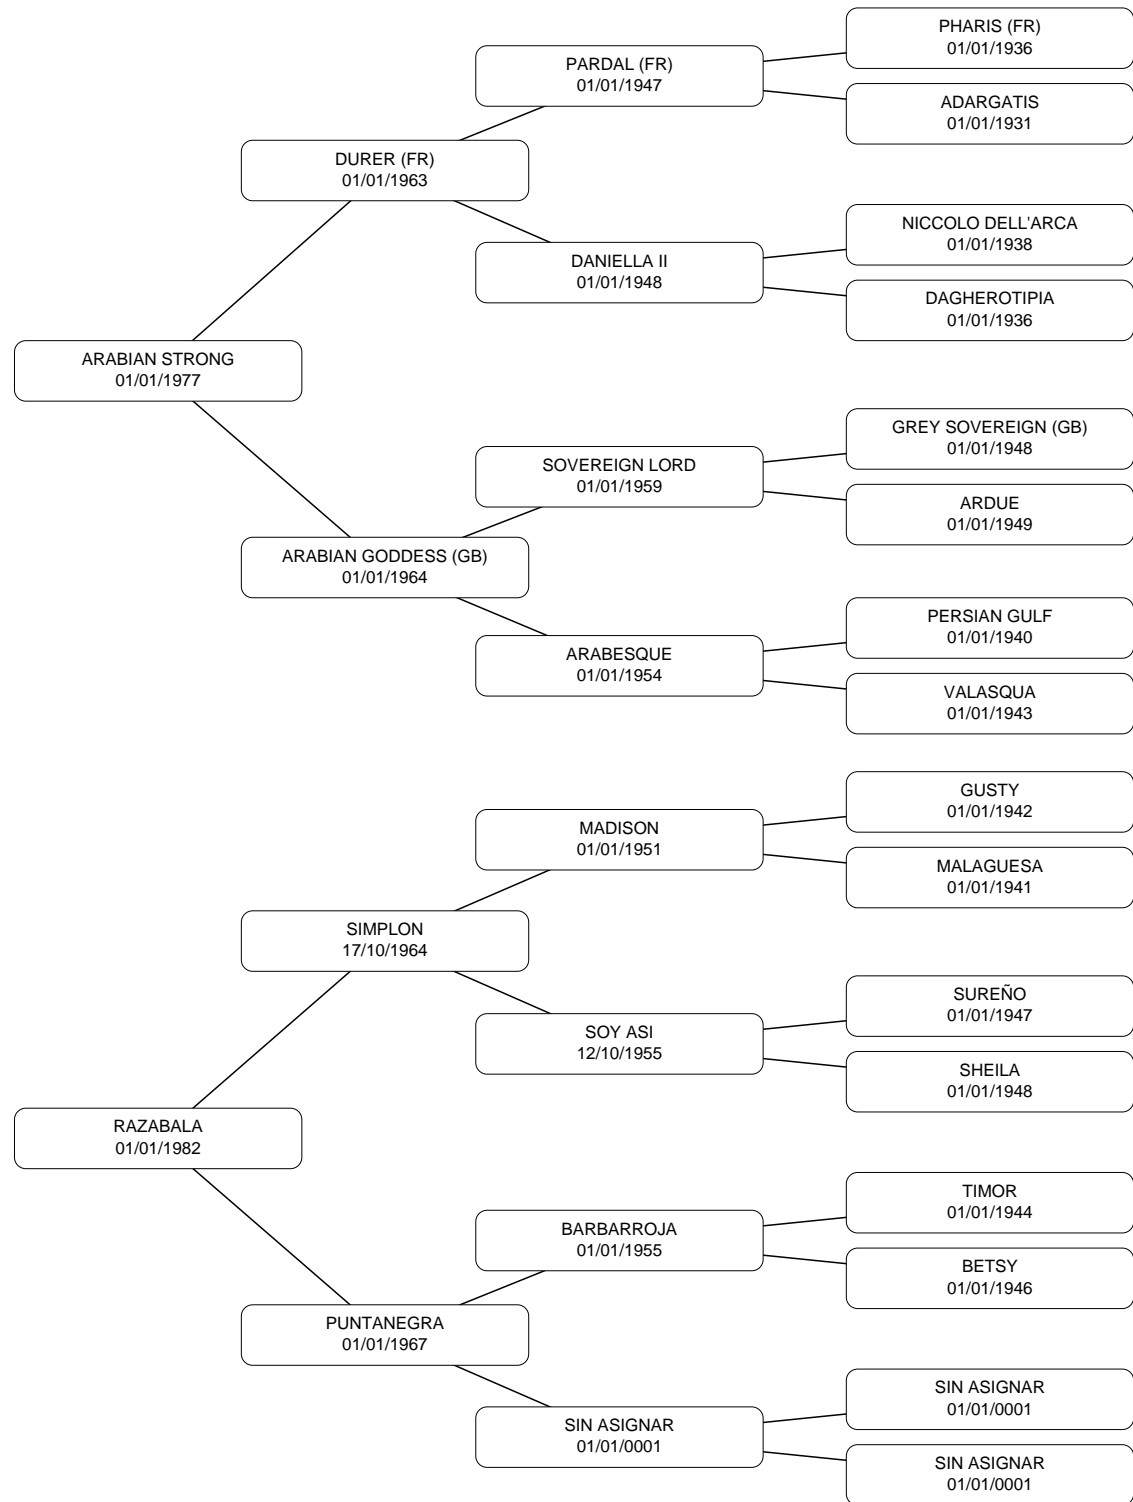 PHARIS (FR)
01/01/1936
PARDAL (FR)
01/01/1947
ADARGATIS
01/01/1931
DURER (FR)
01/01/1963
NICCOLO DELL'ARCA
01/01/1938
DANIELLA II
01/01/1948
DAGHEROTIPIA
01/01/1936
ARABIAN STRONG
01/01/1977
GREY SOVEREIGN (GB)
01/01/1948
SOVEREIGN LORD
01/01/1959
ARDUE
01/01/1949
ARABIAN GODDESS (GB)
01/01/1964
PERSIAN GULF
01/01/1940
ARABESQUE
01/01/1954
VALASQUA
01/01/1943
GUSTY
01/01/1942
MADISON
01/01/1951
MALAGUESA
01/01/1941
SIMPLON
17/10/1964
SUREÑO
01/01/1947
SOY ASI
12/10/1955
SHEILA
01/01/1948
RAZABALA
01/01/1982
TIMOR
01/01/1944
BARBARROJA
01/01/1955
BETSY
01/01/1946
PUNTANEGRA
01/01/1967
SIN ASIGNAR
01/01/0001
SIN ASIGNAR
01/01/0001
SIN ASIGNAR
01/01/0001